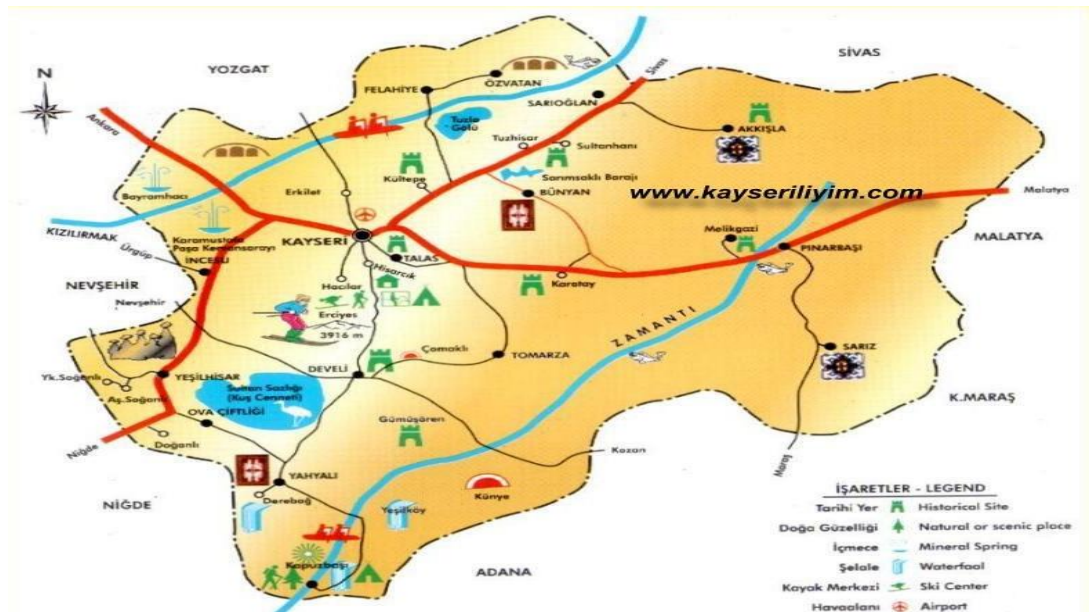 SİVAS
YOZGAT
N
ÖZVATAN
FELAHİYE
Sivas
SARIOĞLAN
Ankara
Tuzla
Gölü
AKKIŞLA
Tuzhisar
Sultanhanı
Kültepe
Sarımsaklı Barajı
Bayramhacı
Erkilet
BÜNYAN
www.kayseriliyim.com
Malatya
KIZILIRMAK
Karamustafa
Paşa Kervansarayı
KAYSERİ
Melikgazi
MALATYA
Ürgüp
İNCESU
TALAS
PINARBAŞI
Hisarcık
NEVŞEHİR
Hacılar
Karatay
Nevşehir
Erciyes
3916 m
ZAMANTI
Çomaklı
TOMARZA
SARIZ
Yk.Soğanlı
YEŞİLHİSAR
DEVELİ
Aş.Soğanlı
Sultan Sazlığı
(Kuş Cenneti)
K.MARAŞ
OVA ÇİFTLİĞİ
Gümüşören
Niğde
Doğanlı
Kozan
Maraş
YAHYALI
Derebağ
Künye
NİĞDE
Yeşilköy
ADANA
Kapuzbaşı
İŞARETLER - LEGEND
Tarihi Yer Historical Site
Doğa Güzelliği Natural or scenic place
İçmece Mineral Spring
Şelale Waterfaal
Kayak Merkezi Ski Center
Havaalanı Airport